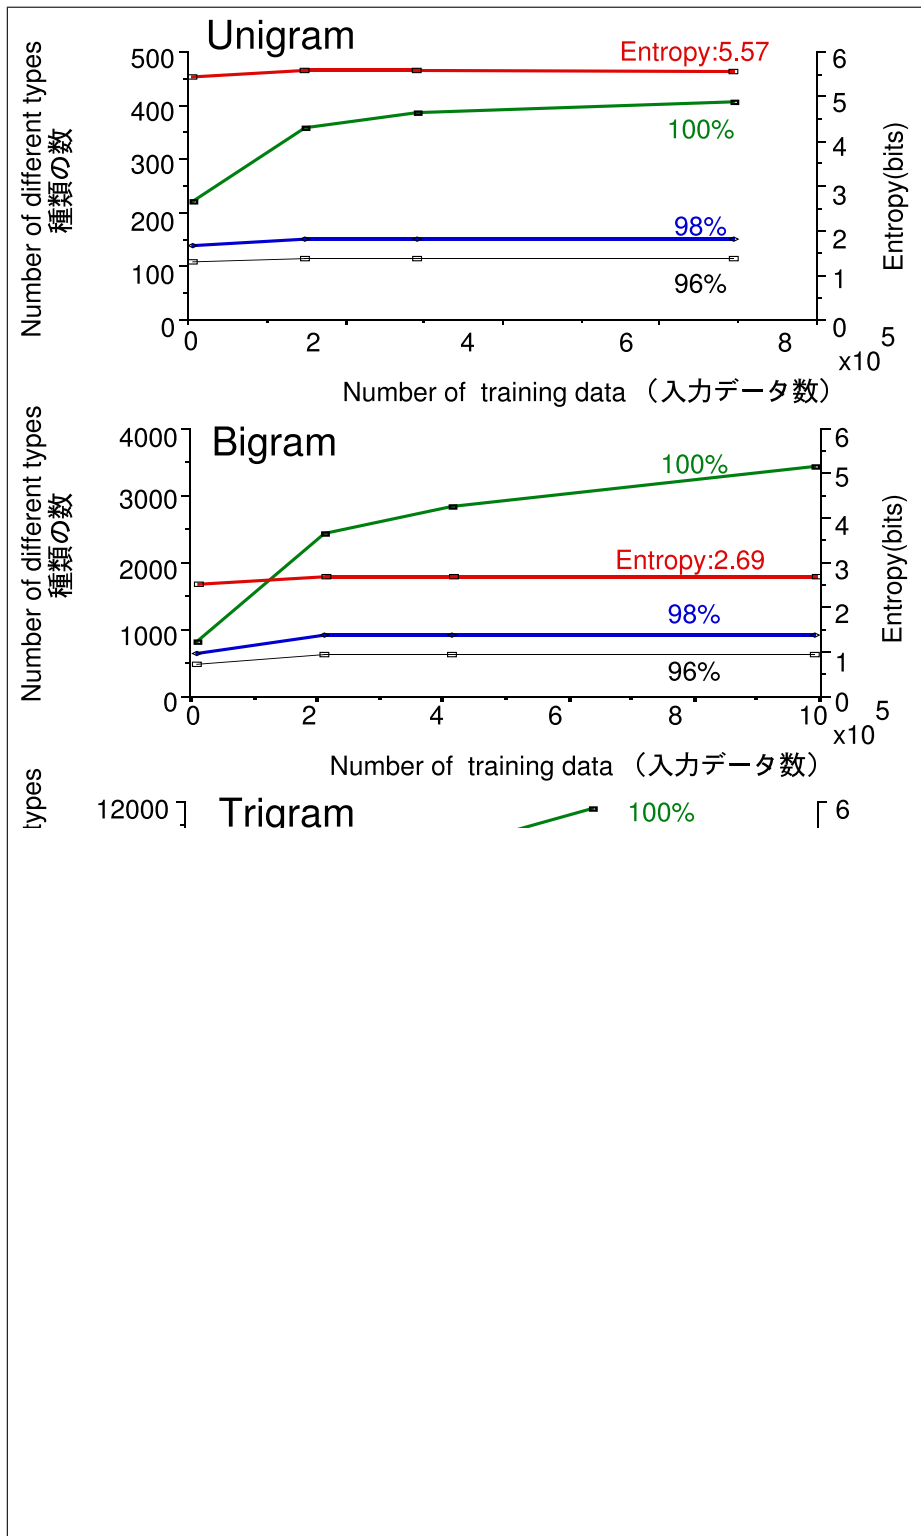 Unigram
Number of different types
種類の数
500
400
300
200
100
0
Entropy:5.57
100%
98%
96%
6
5
4
3
2
1
0
Entropy(bits)
0 2 4 6 8
x10 5
Number of training data （入力データ数）
Bigram
Number of different types
種類の数
4000
3000
2000
1000
0
100%
Entropy:2.69
98%
96%
6
5
4
3
2
1
0
Entropy(bits)
0 2 4 6 8 10
x10 5
Number of training data （入力データ数）
types
12000
Trigram
100%
6